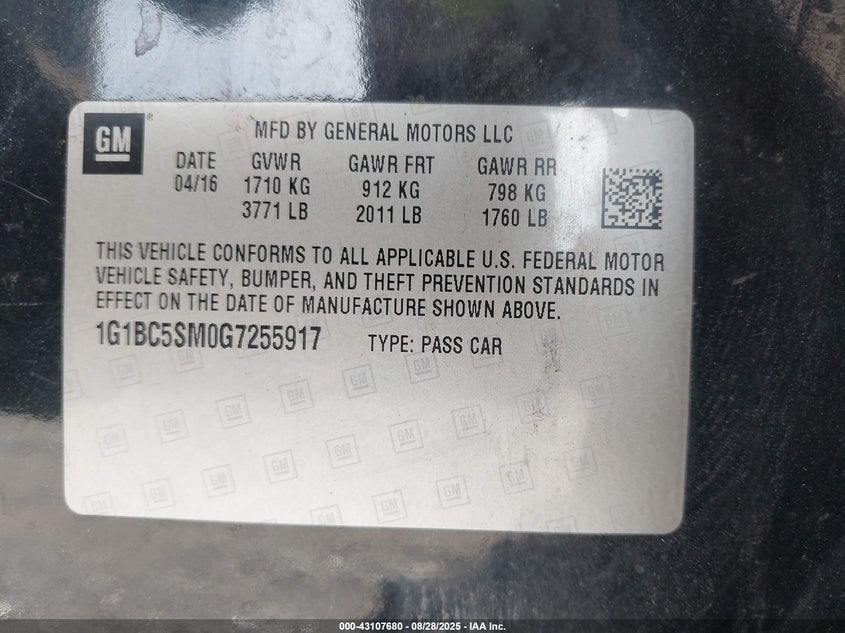 GM
MFD BY GENERAL MOTORS LLC
DATE GVWR GAWR FRT GAWR RR
04/16 1710 KG 912 KG 798 KG
3771 LB 2011 LB 1760 LB
THIS VEHICLE CONFORMS TO ALL APPLICABLE U.S. FEDERAL MOTOR
VEHICLE SAFETY, BUMPER, AND THEFT PREVENTION STANDARDS IN
EFFECT ON THE DATE OF MANUFACTURE SHOWN ABOVE.
1G1BC5SM0G7255917 TYPE: PASS CAR
000-43107680 - 08/28/2025 - IAA Inc.